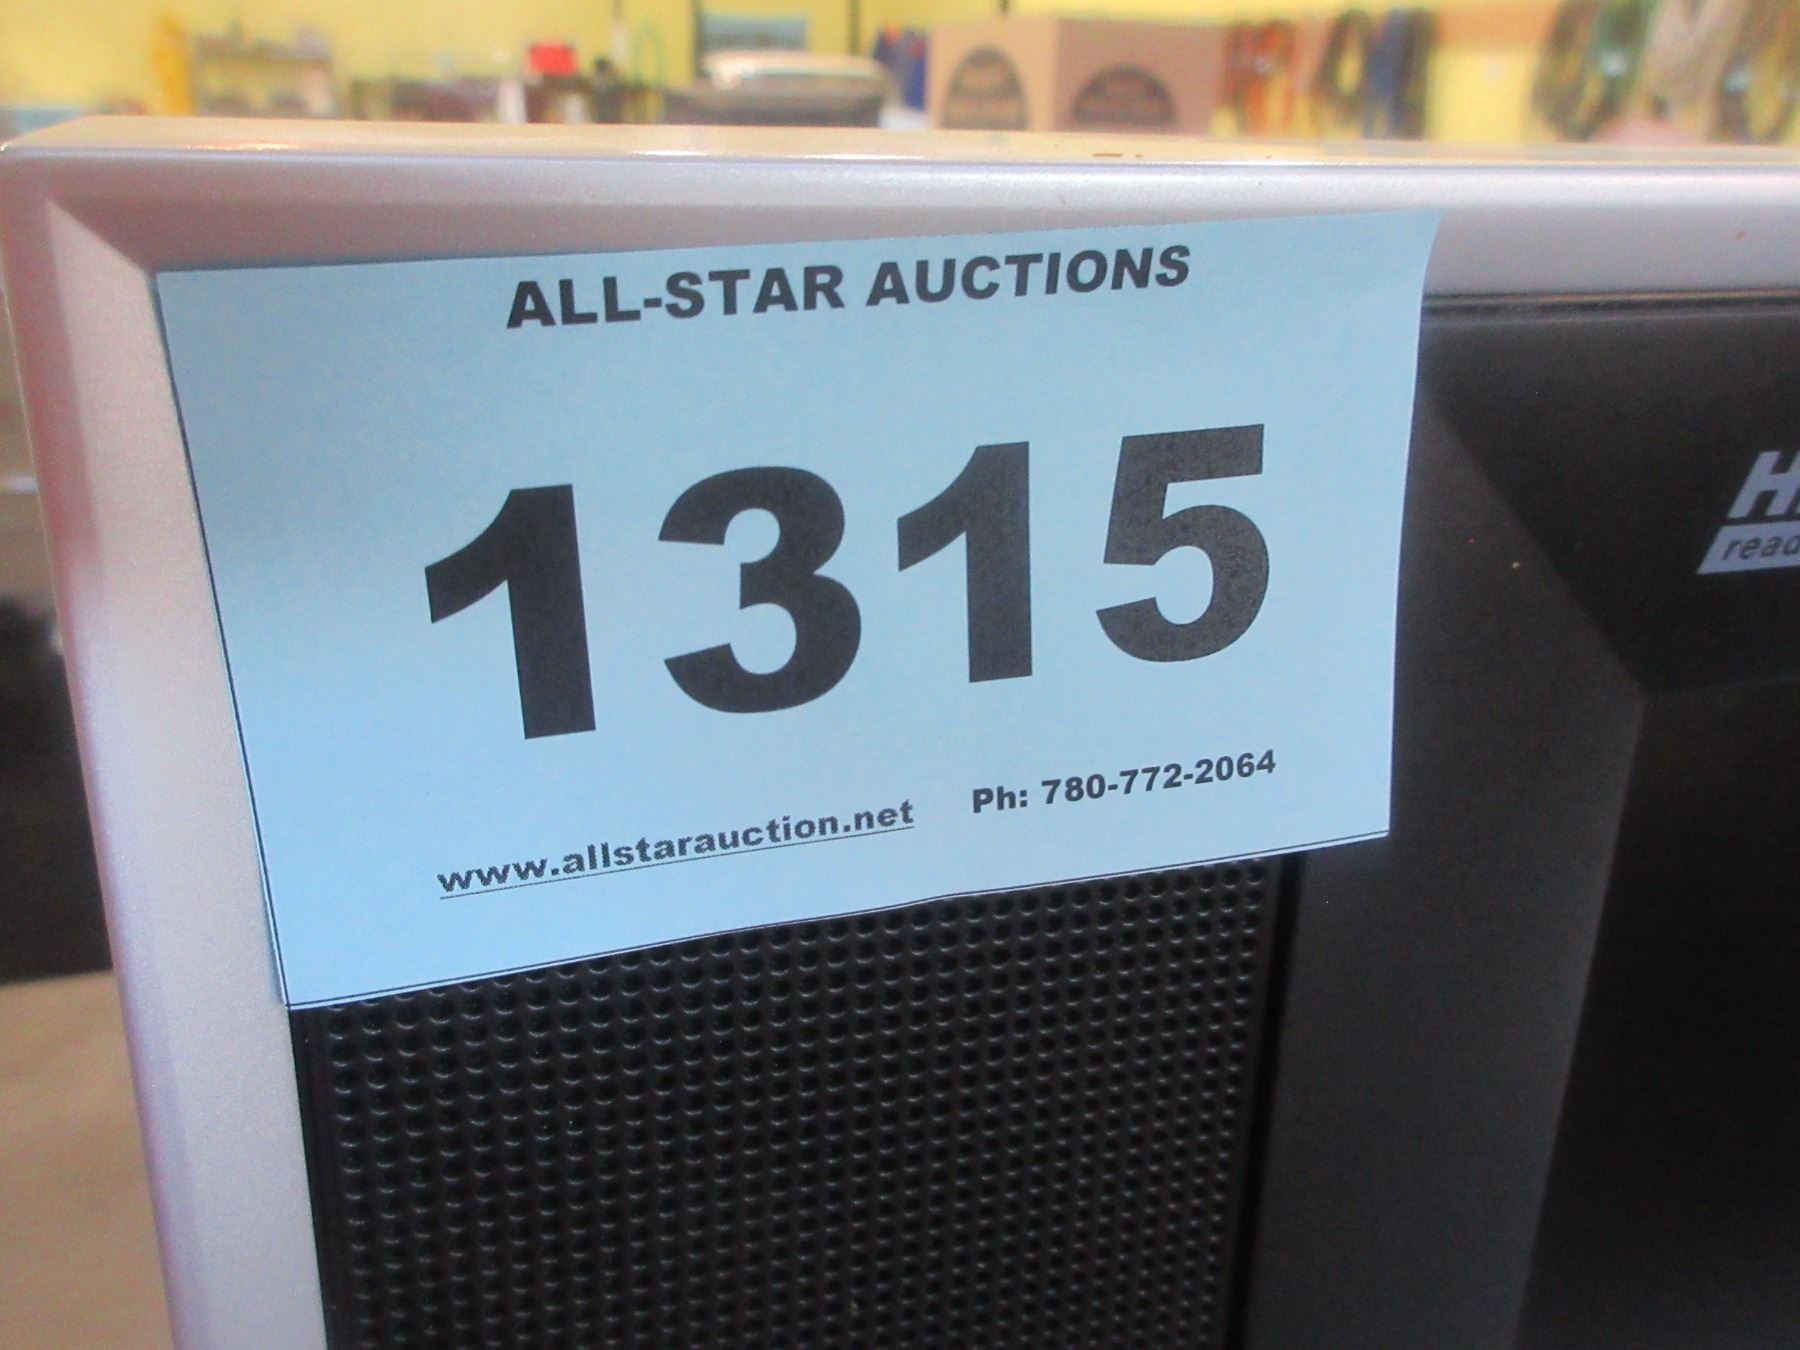 ALL-STAR AUCTIONS
1315
www.allstarauction.net Ph: 780-772-2064